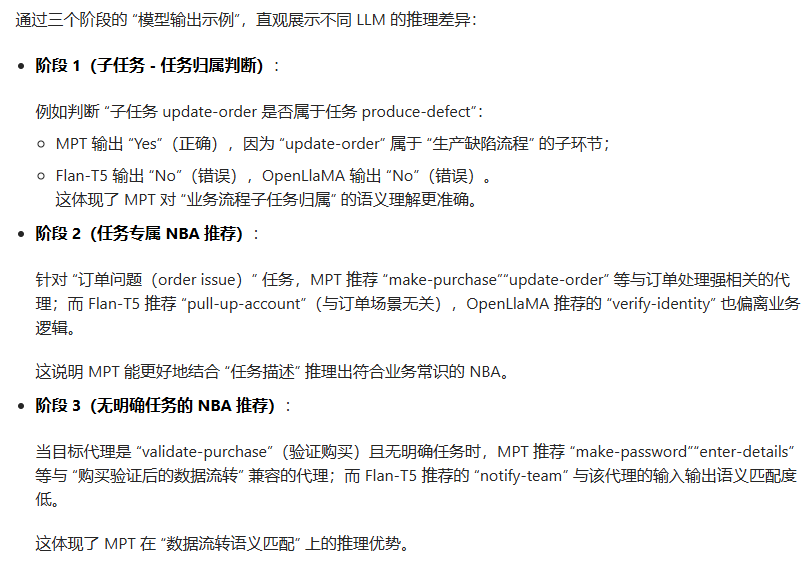 通过三个阶段的 “模型输出示例”，直观展示不同 LLM 的推理差异：
阶段 1（子任务 - 任务归属判断）：
例如判断 “子任务 update-order 是否属于任务 produce-defect”：
MPT 输出 “Yes”（正确），因为 “update-order” 属于 “生产缺陷流程” 的子环节；
Flan-T5 输出 “No”（错误），OpenLLaMA 输出 “No”（错误）。
这体现了 MPT 对 “业务流程子任务归属” 的语义理解更准确。
阶段 2（任务专属 NBA 推荐）：
针对 “订单问题（order issue）” 任务，MPT 推荐 “make-purchase”“update-order” 等与订单处理强相关的代
理；而 Flan-T5 推荐 “pull-up-account”（与订单场景无关），OpenLLaMA 推荐的 “verify-identity” 也偏离业务
逻辑。
这说明 MPT 能更好地结合 “任务描述” 推理出符合业务常识的 NBA。
阶段 3（无明确任务的 NBA 推荐）：
当目标代理是 “validate-purchase”（验证购买）且无明确任务时，MPT 推荐 “make-password”“enter-details”
等与 “购买验证后的数据流转” 兼容的代理；而 Flan-T5 推荐的 “notify-team” 与该代理的输入输出语义匹配度
低。
这体现了 MPT 在 “数据流转语义匹配” 上的推理优势。